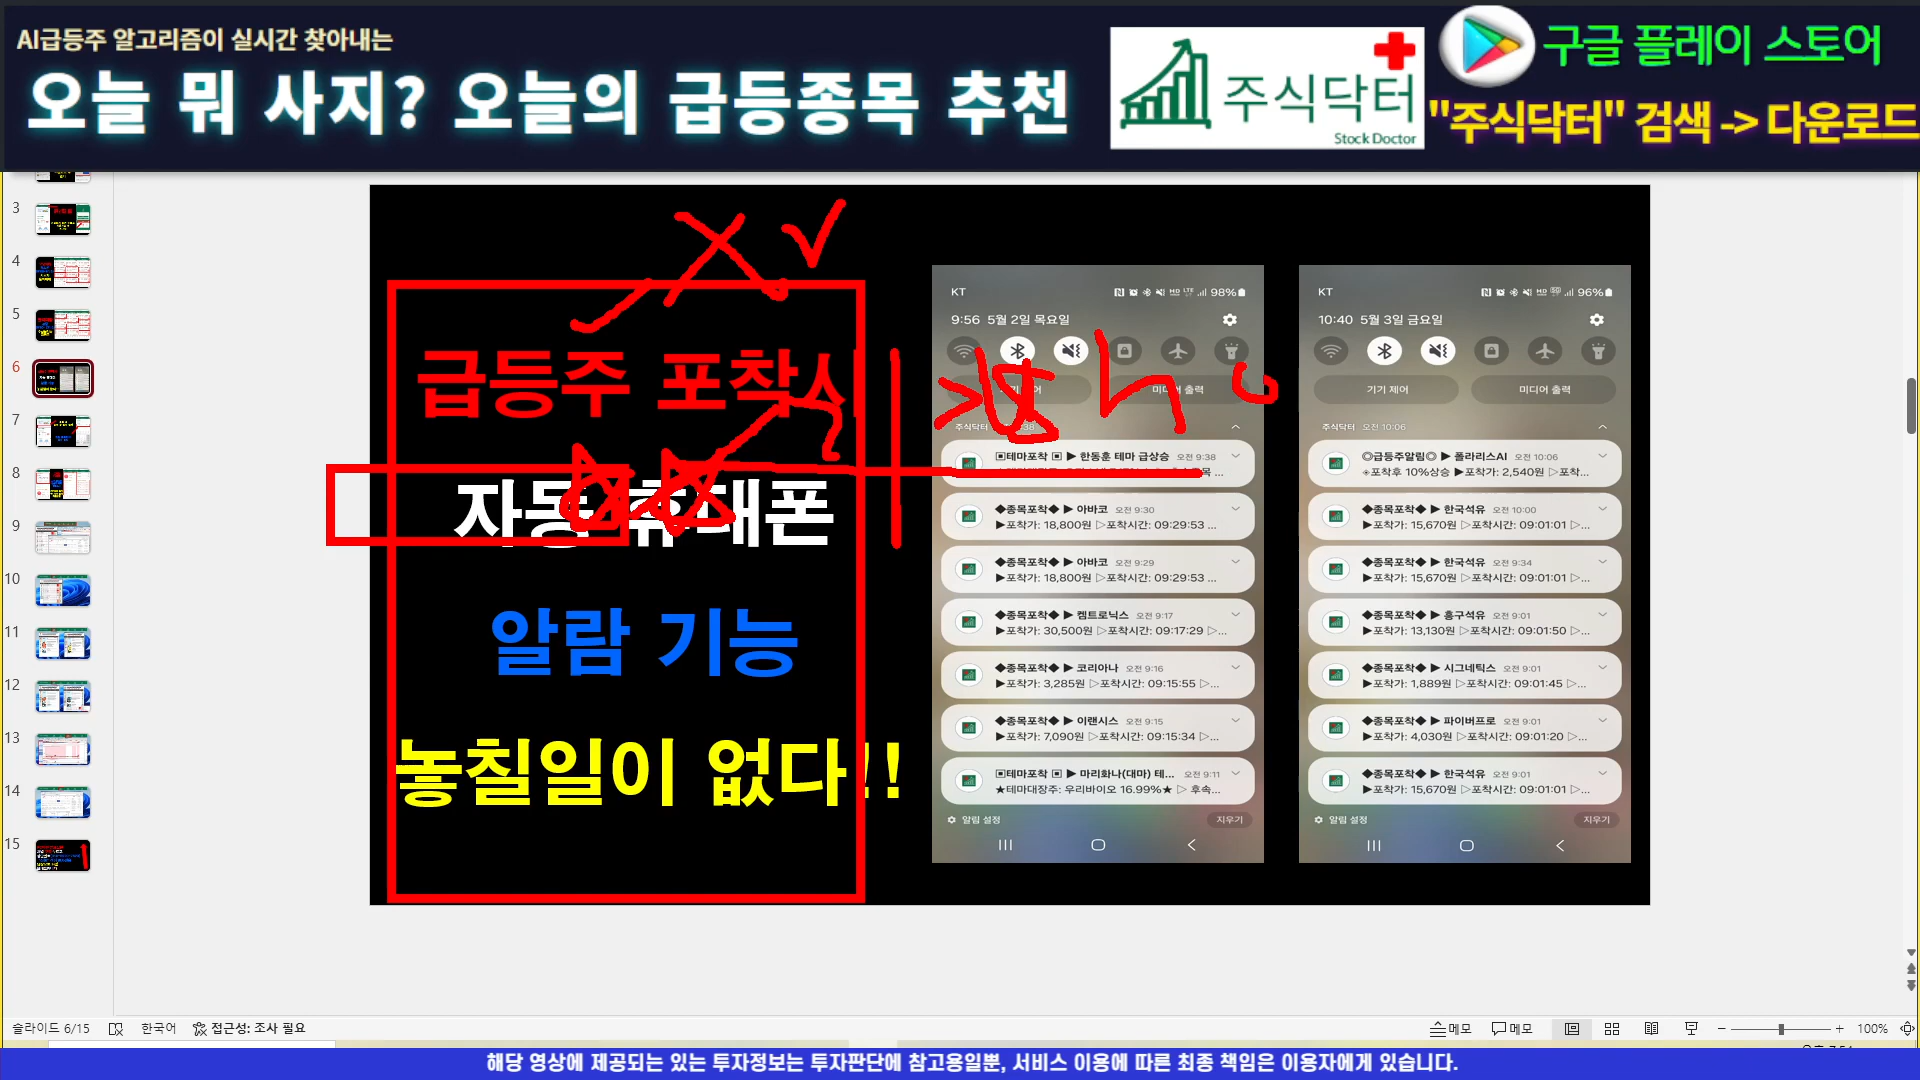 AI급등주 알고리즘이 실시간 찾아내는
오늘 뭐 사지? 오늘의 급등종목 추천
주식닥터
Stock Doctor
구글 플레이 스토어
"주식닥터" 검색 -> 다운로드
3
4
5
6
7
8
9
10
11
12
13
14
15
급등주 포착시
자동 휴대폰
알람 기능
놓칠일이 없다!!
KT 98%
9:56 5월 2일 목요일
미디어 출력
▣테마포착 ▣ ▶ 한동훈 테마 급상승 오전 9:38
◆종목포착◆ ▶ 아바코 오전 9:30
▶포착가: 18,800원 ▷포착시간: 09:29:53 ...
◆종목포착◆ ▶ 아바코 오전 9:29
▶포착가: 18,800원 ▷포착시간: 09:29:53 ...
◆종목포착◆ ▶ 켐트로닉스 오전 9:17
▶포착가: 30,500원 ▷포착시간: 09:17:29 ▷...
◆종목포착◆ ▶ 코리아나 오전 9:16
▶포착가: 3,285원 ▷포착시간: 09:15:55 ▷...
◆종목포착◆ ▶ 이랜시스 오전 9:15
▶포착가: 7,090원 ▷포착시간: 09:15:34 ▷...
▣테마포착 ▣ ▶ 마리화나(대마) 테... 오전 9:11
★테마대장주: 우리바이오 16.99%★ ▷ 후속...
알림 설정 지우기
KT 96%
10:40 5월 3일 금요일
기기 제어 미디어 출력
주식닥터 오전 10:06
◎급등주알림◎ ▶ 폴라리스AI 오전 10:06
◈포착후 10%상승 ▶포착가: 2,540원 ▷포착...
◆종목포착◆ ▶ 한국석유 오전 10:00
▶포착가: 15,670원 ▷포착시간: 09:01:01 ▷...
◆종목포착◆ ▶ 한국석유 오전 9:34
▶포착가: 15,670원 ▷포착시간: 09:01:01 ▷...
◆종목포착◆ ▶ 흥구석유 오전 9:01
▶포착가: 13,130원 ▷포착시간: 09:01:50 ▷...
◆종목포착◆ ▶ 시그네틱스 오전 9:01
▶포착가: 1,889원 ▷포착시간: 09:01:45 ▷...
◆종목포착◆ ▶ 파이버프로 오전 9:01
▶포착가: 4,030원 ▷포착시간: 09:01:20 ▷...
◆종목포착◆ ▶ 한국석유 오전 9:01
▶포착가: 15,670원 ▷포착시간: 09:01:01 ▷...
알림 설정 지우기
슬라이드 6/15 한국어 접근성: 조사 필요 메모 메모 100%
해당 영상에 제공되는 있는 투자정보는 투자판단에 참고용일뿐, 서비스 이용에 따른 최종 책임은 이용자에게 있습니다.